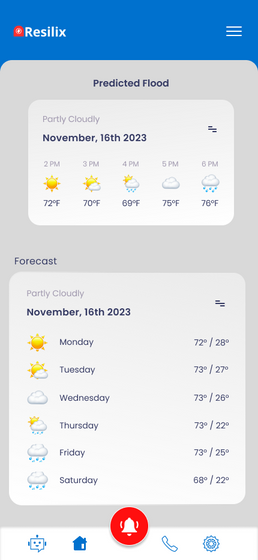 Resilix
Predicted Flood
Partly Cloudly
November, 16th 2023
2 PM 3 PM 4 PM 5 PM 6 PM
72°F 70°F 69°F 75°F 76°F
Forecast
Partly Cloudly
November, 16th 2023
Monday 72° / 28°
Tuesday 73° / 27°
Wednesday 73° / 26°
Thursday 73° / 22°
Friday 73° / 25°
Saturday 68° / 22°